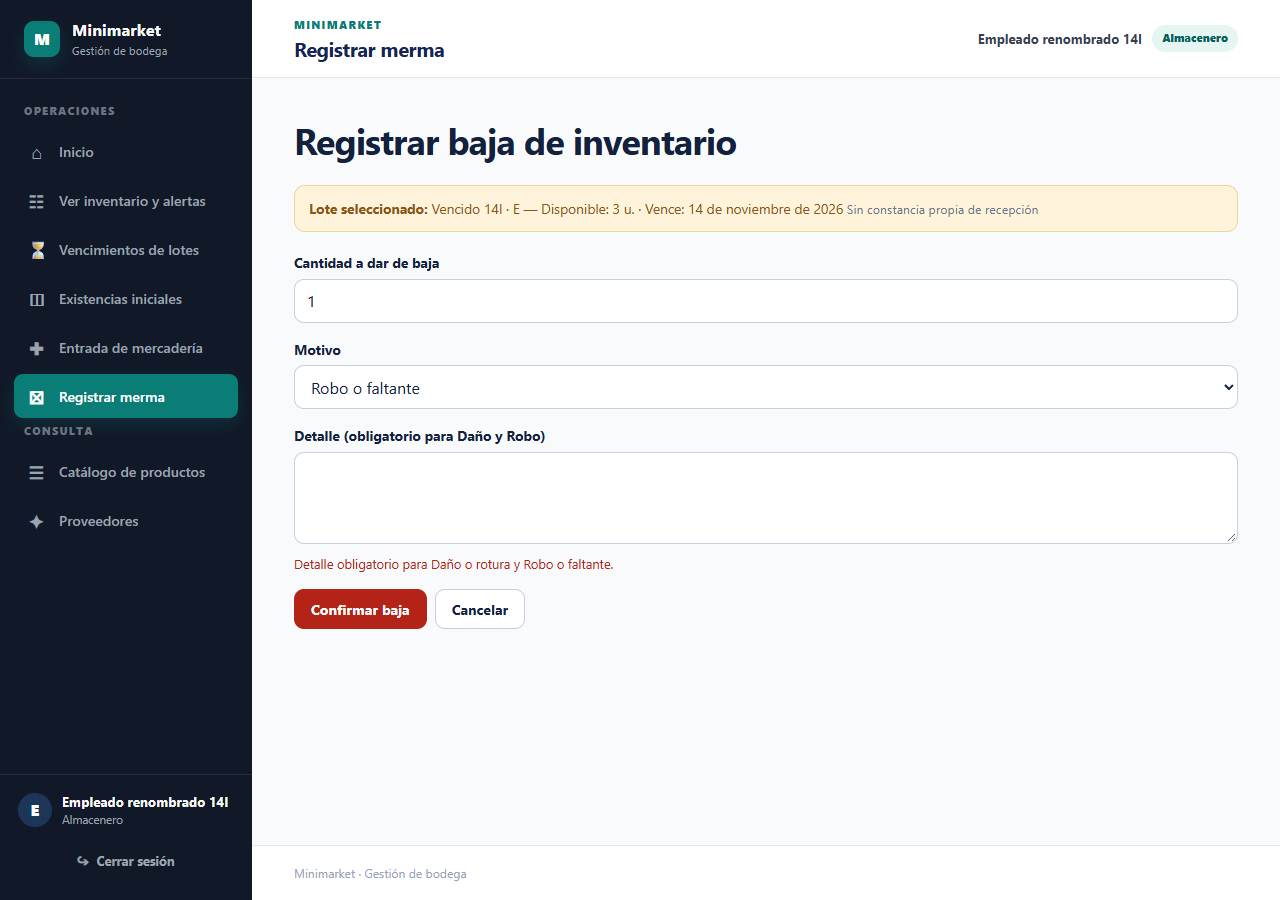 M
Minimarket
Gestión de bodega
OPERACIONES
Inicio
Ver inventario y alertas
Vencimientos de lotes
Existencias iniciales
Entrada de mercadería
Registrar merma
CONSULTA
Catálogo de productos
Proveedores
E
Empleado renombrado 14I
Almacenero
Cerrar sesión
MINIMARKET
Registrar merma
Empleado renombrado 14I
Almacenero
Registrar baja de inventario
Lote seleccionado: Vencido 14I · E — Disponible: 3 u. · Vence: 14 de noviembre de 2026 Sin constancia propia de recepción
Cantidad a dar de baja
1
Motivo
Robo o faltante
Detalle (obligatorio para Daño y Robo)
Detalle obligatorio para Daño o rotura y Robo o faltante.
Confirmar baja
Cancelar
Minimarket · Gestión de bodega